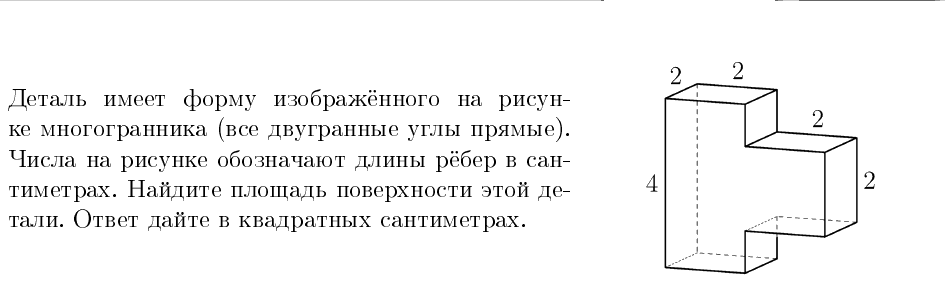 Деталь имеет форму изображённого на рисун-
ке многогранника (все двугранные углы прямые).
Числа на рисунке обозначают длины рёбер в сан-
тиметрах. Найдите площадь поверхности этой де-
тали. Ответ дайте в квадратных сантиметрах.
2
2
2
4
2